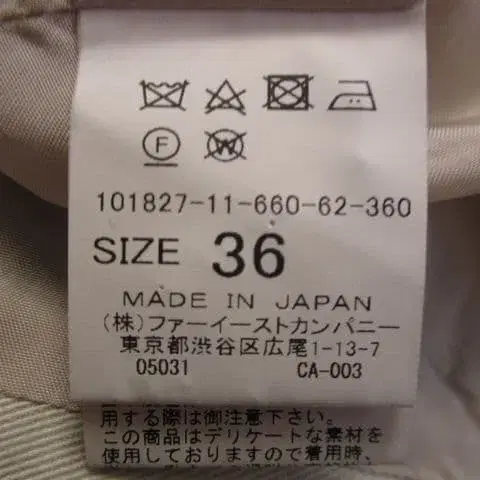 101827-11-660-62-360
SIZE 36
MADE IN JAPAN
(株)ファーイーストカンパニー
東京都渋谷区広尾1-13-7
05031 CA-003
用する際は御注意下さい。
この商品はデリケートな素材を
使用しておりますので着用時、